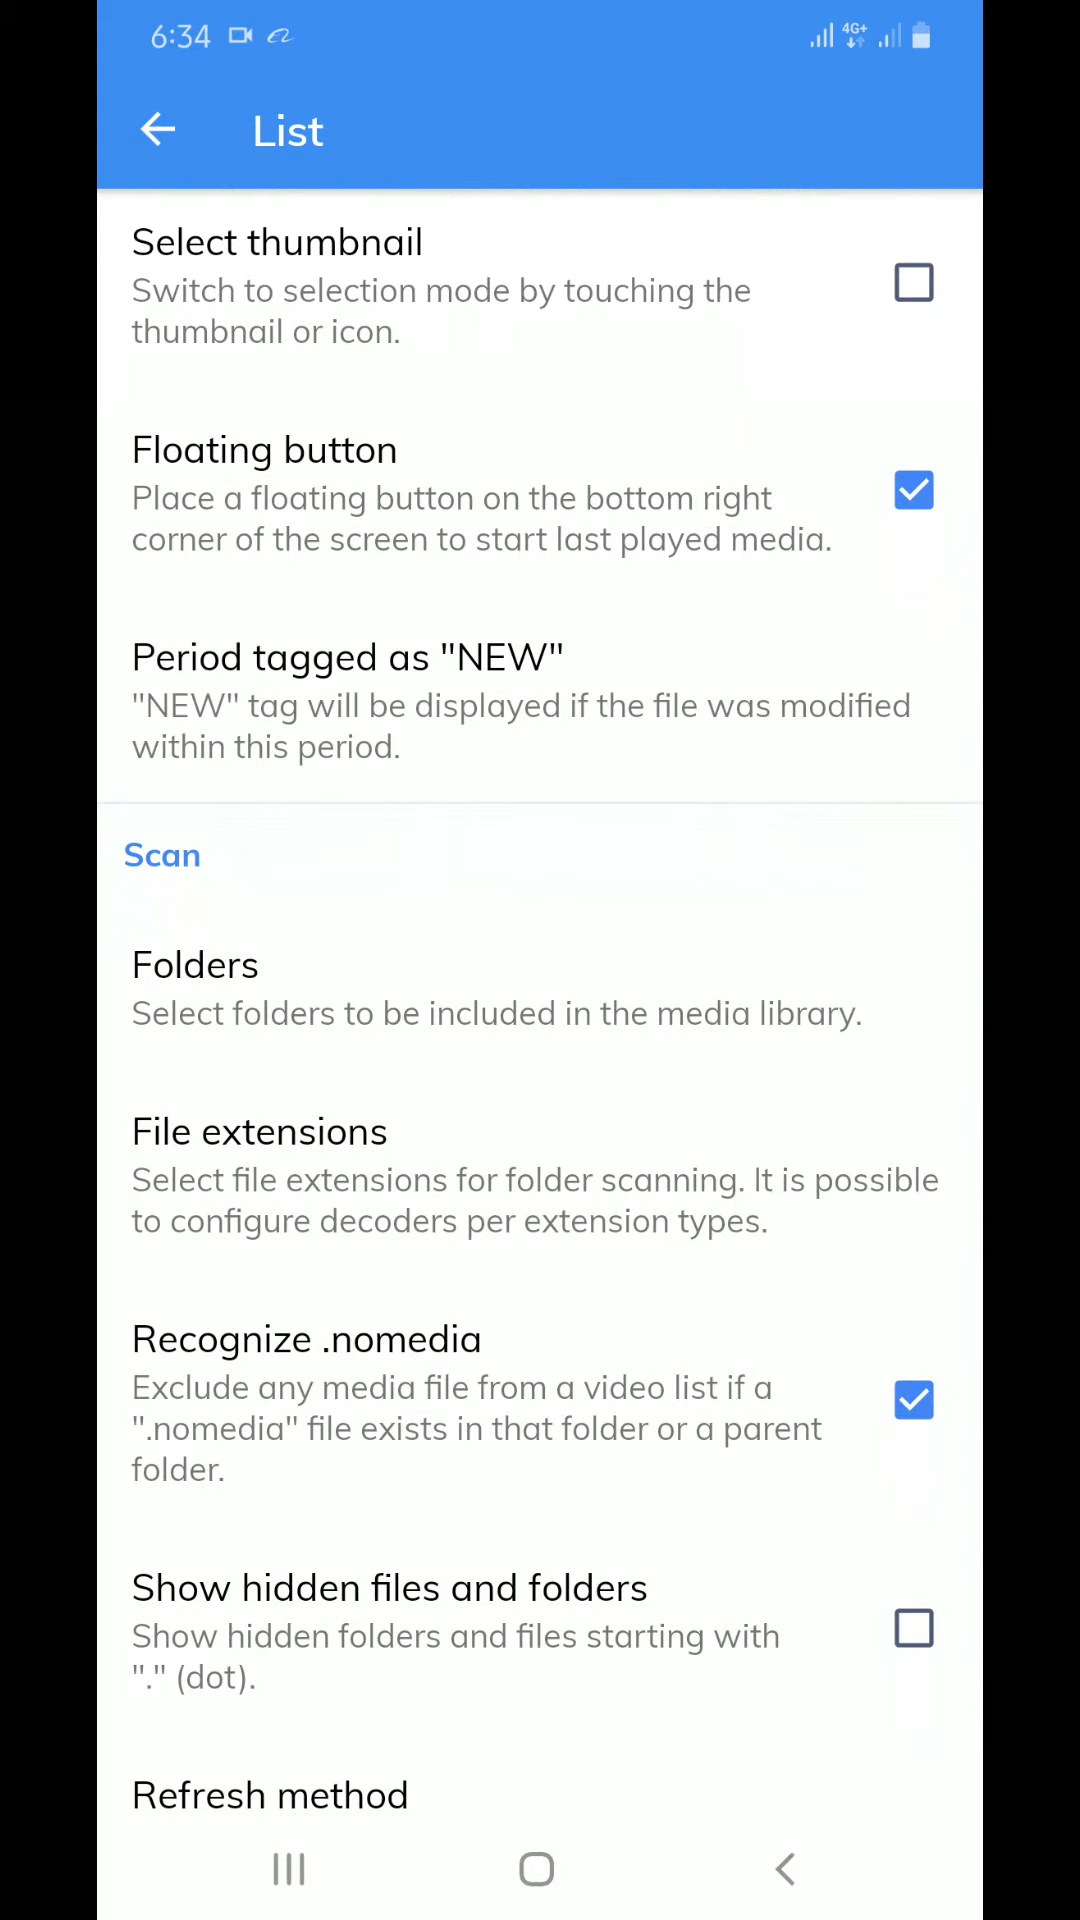 6:34
4G+
List
Select thumbnail
Switch to selection mode by touching the
thumbnail or icon.
Floating button
Place a floating button on the bottom right
corner of the screen to start last played media.
Period tagged as "NEW"
"NEW" tag will be displayed if the file was modified
within this period.
Scan
Folders
Select folders to be included in the media library.
File extensions
Select file extensions for folder scanning. It is possible
to configure decoders per extension types.
Recognize .nomedia
Exclude any media file from a video list if a
".nomedia" file exists in that folder or a parent
folder.
Show hidden files and folders
Show hidden folders and files starting with
"." (dot).
Refresh method